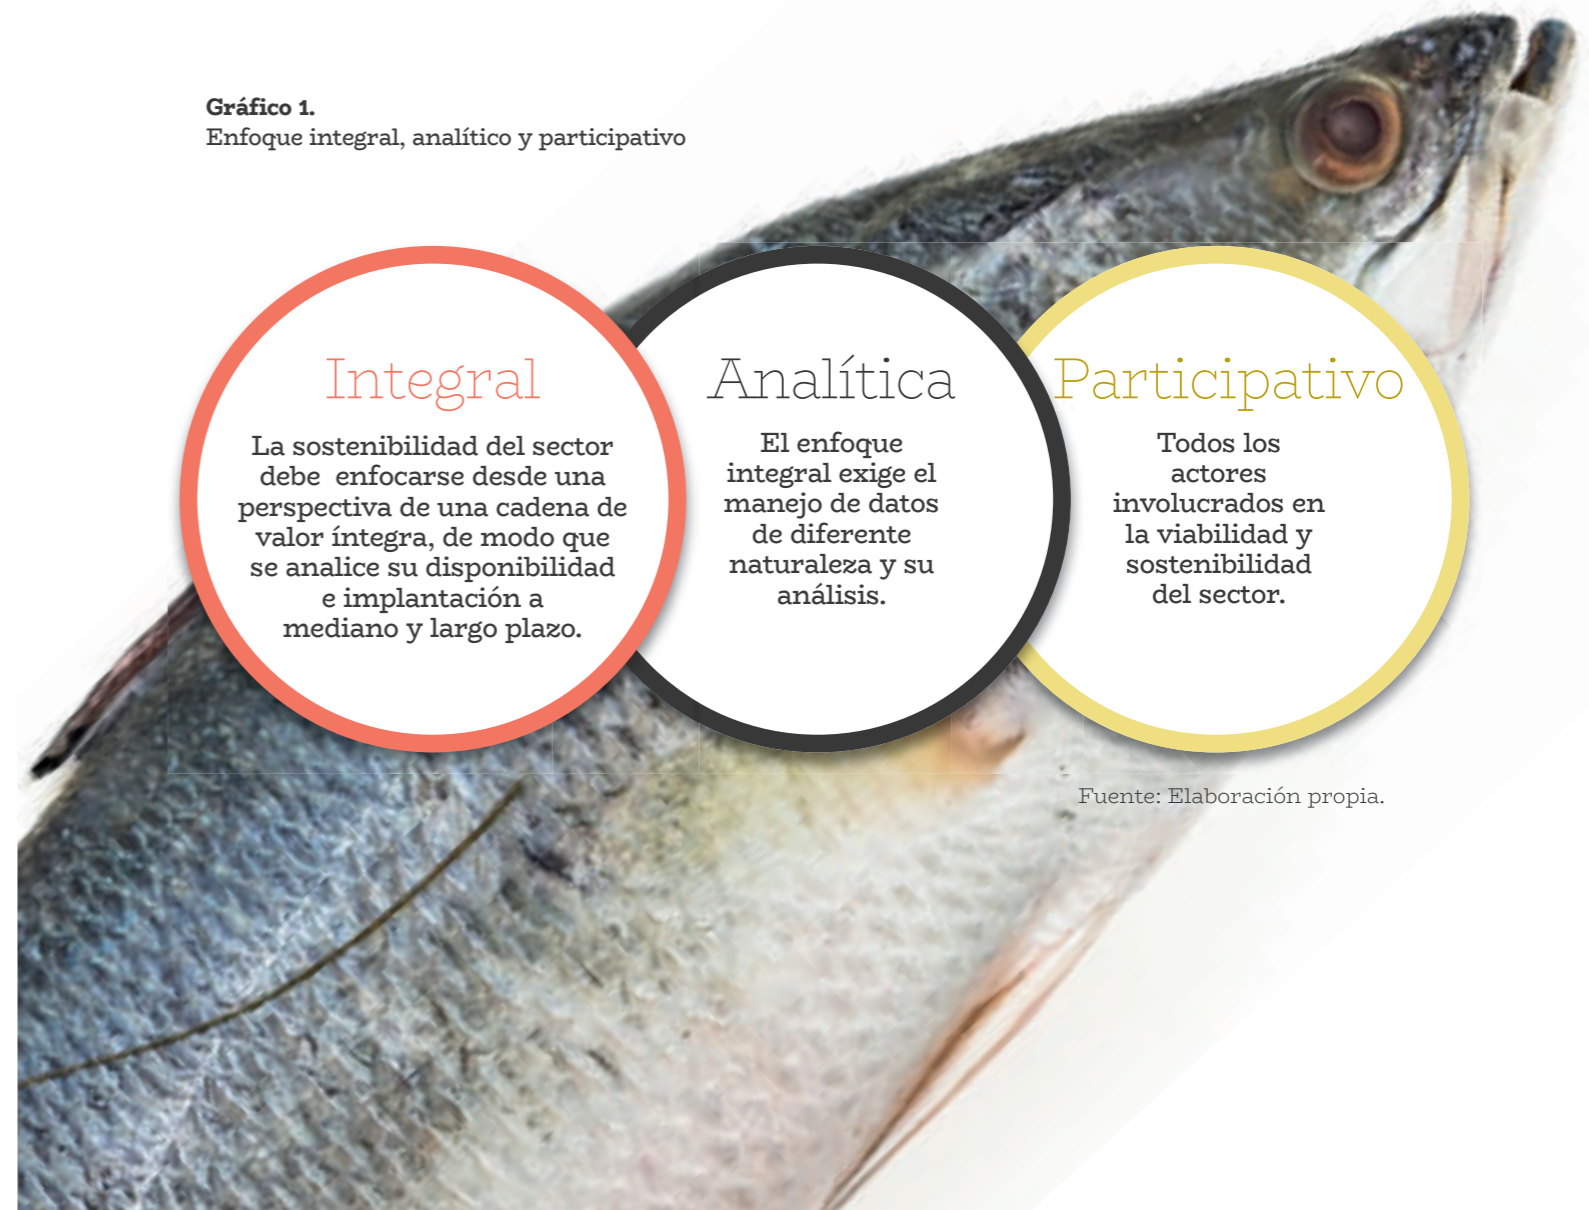 Gráfico 1.
Enfoque integral, analítico y participativo
Integral
La sostenibilidad del sector
debe enfocarse desde una
perspectiva de una cadena de
valor íntegra, de modo que
se analice su disponibilidad
e implantación a
mediano y largo plazo.
Analítica
El enfoque
integral exige el
manejo de datos
de diferente
naturaleza y su
análisis.
Participativo
Todos los
actores
involucrados en
la viabilidad y
sostenibilidad
del sector.
Fuente: Elaboración propia.